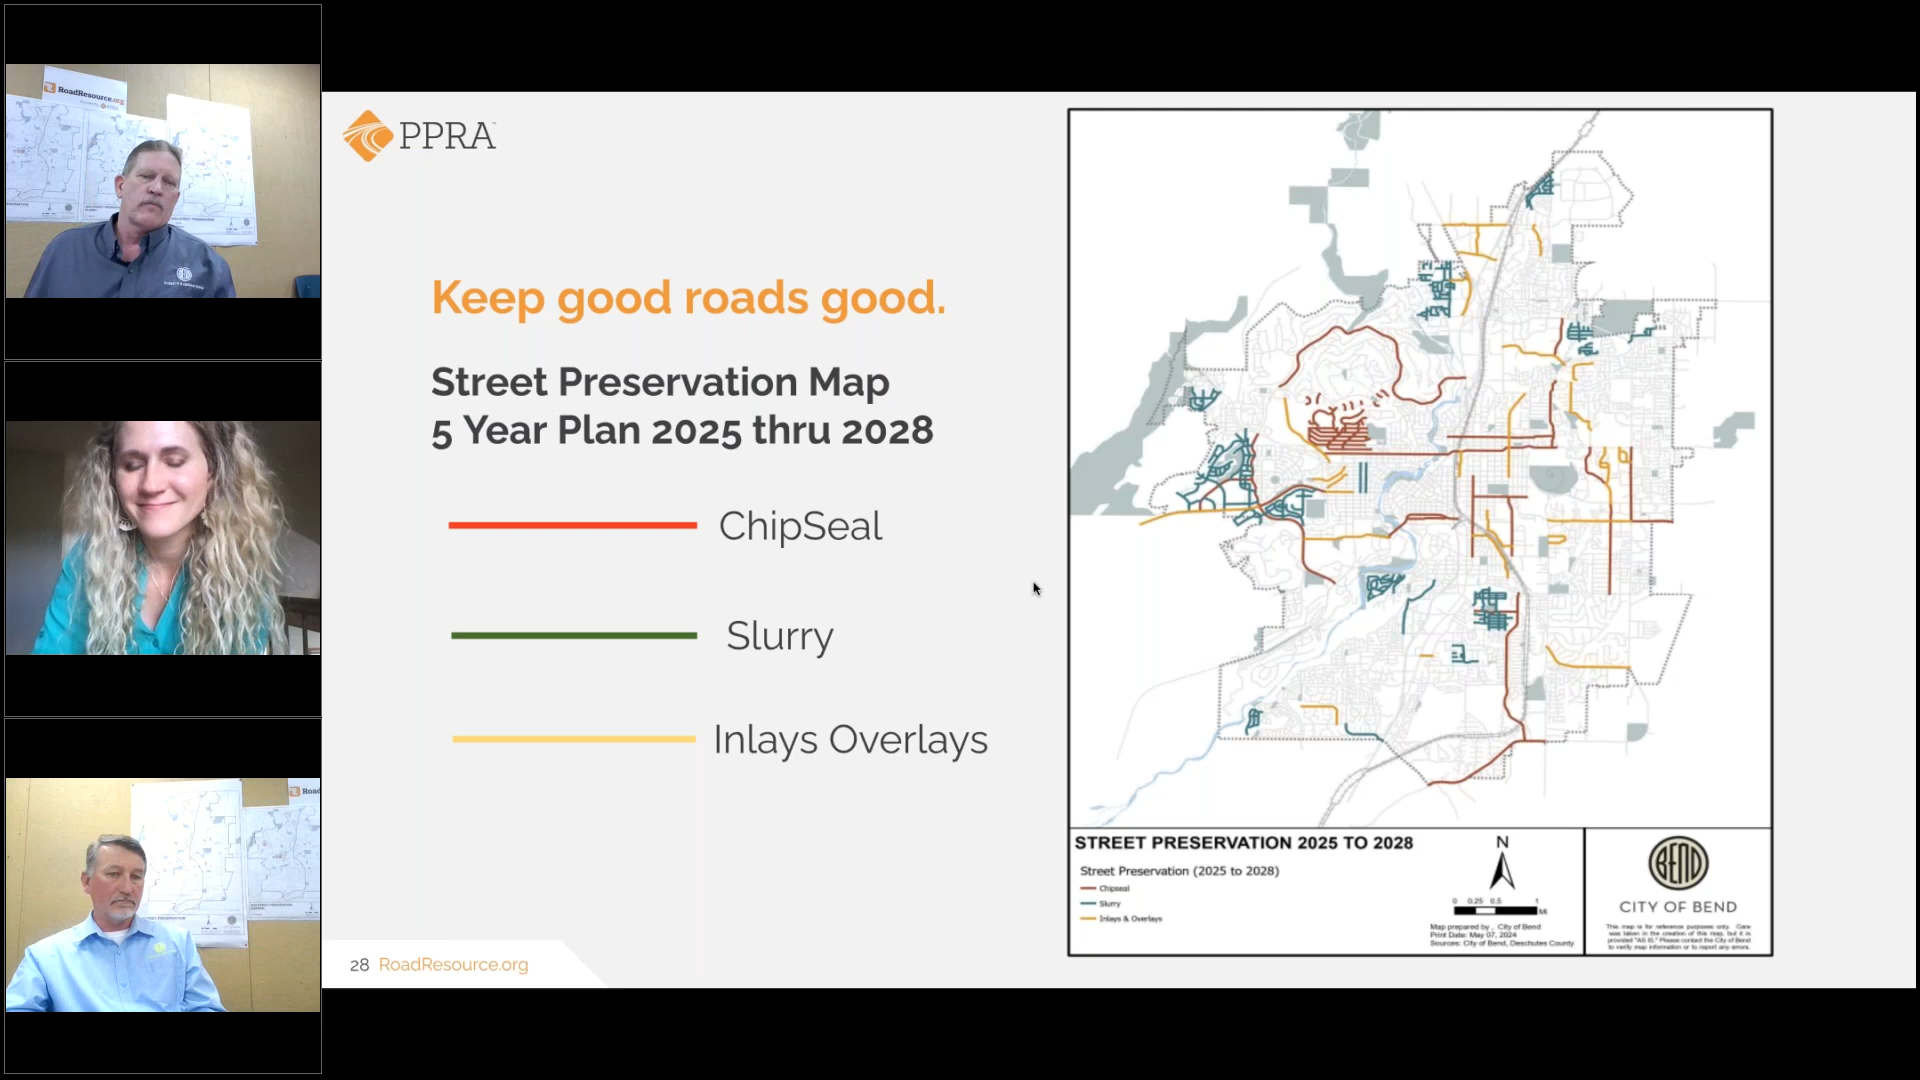 RoadResource.org
PPRA
Keep good roads good.
Street Preservation Map
5 Year Plan 2025 thru 2028
ChipSeal
Slurry
Inlays Overlays
28 RoadResource.org
STREET PRESERVATION 2025 TO 2028
Street Preservation (2025 to 2028)
Chipseal
Slurry
Inlays & Overlays
N
0 0.25 0.5 1
Mi
Map prepared by , City of Bend
Print Date: May 07, 2024
Sources: City of Bend, Deschutes County
BEND
CITY OF BEND
This map is for reference purposes only. Care
was taken in the creation of this map, but it is
provided "AS IS." Please contact the City of Bend
to verify map information or to report any errors.
Road